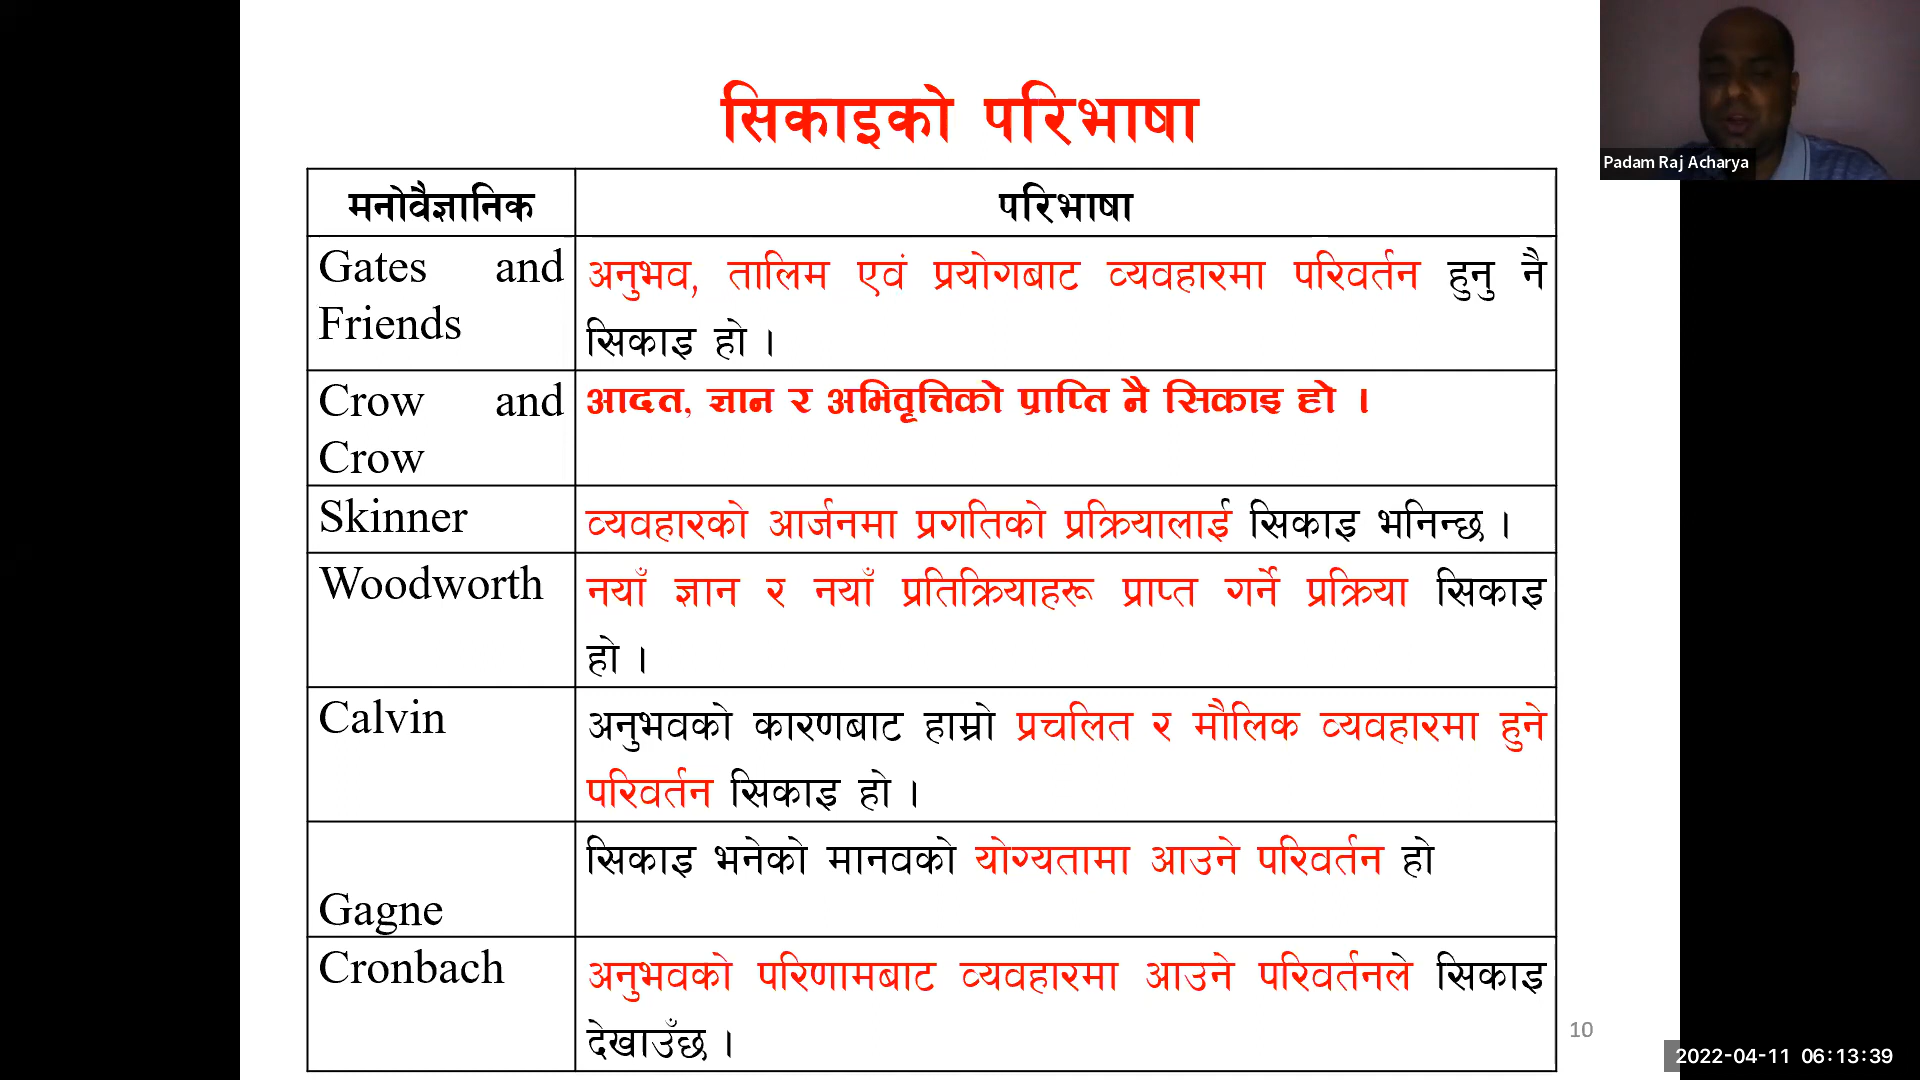 सिकाइको परिभाषा
Padam Raj Acharya
मनोवैज्ञानिक परिभाषा
Gates and
Friends
अनुभव, तालिम एवं प्रयोगबाट व्यवहारमा परिवर्तन हुनु नै
सिकाइ हो ।
Crow and
Crow
आदत, ज्ञान र अभिवृत्तिको प्राप्ति नै सिकाइ हो ।
Skinner
व्यवहारको आर्जनमा प्रगतिको प्रक्रियालाई सिकाइ भनिन्छ ।
Woodworth
नयाँ ज्ञान र नयाँ प्रतिक्रियाहरू प्राप्त गर्ने प्रक्रिया सिकाइ
हो ।
Calvin
अनुभवको कारणबाट हाम्रो प्रचलित र मौलिक व्यवहारमा हुने
परिवर्तन सिकाइ हो ।
Gagne
सिकाइ भनेको मानवको योग्यतामा आउने परिवर्तन हो
Cronbach
अनुभवको परिणामबाट व्यवहारमा आउने परिवर्तनले सिकाइ
देखाउँछ ।
10
2022-04-11 06:13:39